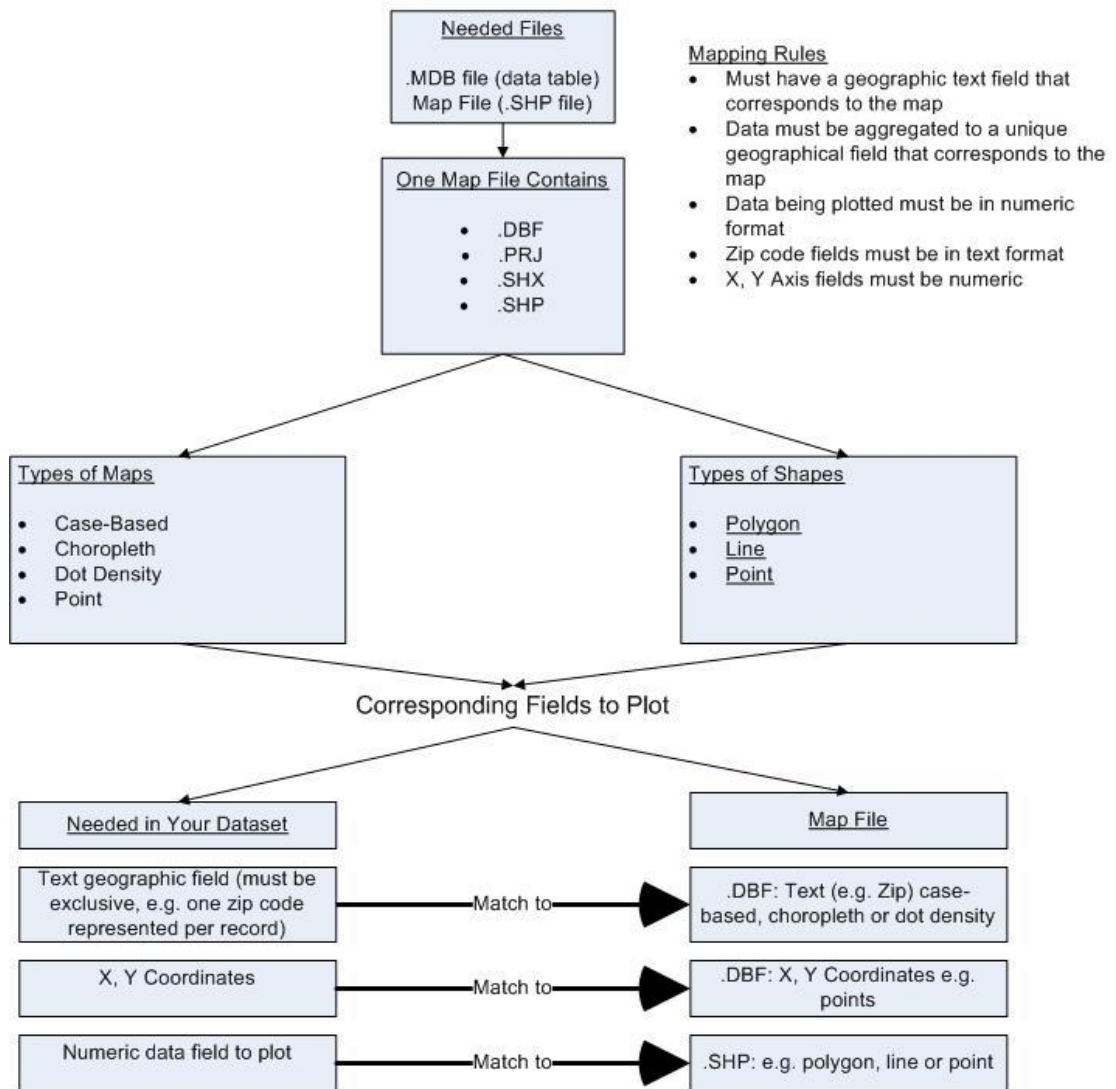 Needed Files
.MDB file (data table)
Map File (.SHP file)
Mapping Rules
• Must have a geographic text field that
corresponds to the map
• Data must be aggregated to a unique
geographical field that corresponds to the
map
• Data being plotted must be in numeric
format
• Zip code fields must be in text format
• X, Y Axis fields must be numeric
One Map File Contains
• .DBF
• .PRJ
• .SHX
• .SHP
Types of Maps
• Case-Based
• Choropleth
• Dot Density
• Point
Types of Shapes
• Polygon
• Line
• Point
Corresponding Fields to Plot
Needed in Your Dataset
Map File
Text geographic field (must be
exclusive, e.g. one zip code
represented per record)
Match to
.DBF: Text (e.g. Zip) case-
based, choropleth or dot density
X, Y Coordinates
Match to
.DBF: X, Y Coordinates e.g.
points
Numeric data field to plot
Match to
.SHP: e.g. polygon, line or point